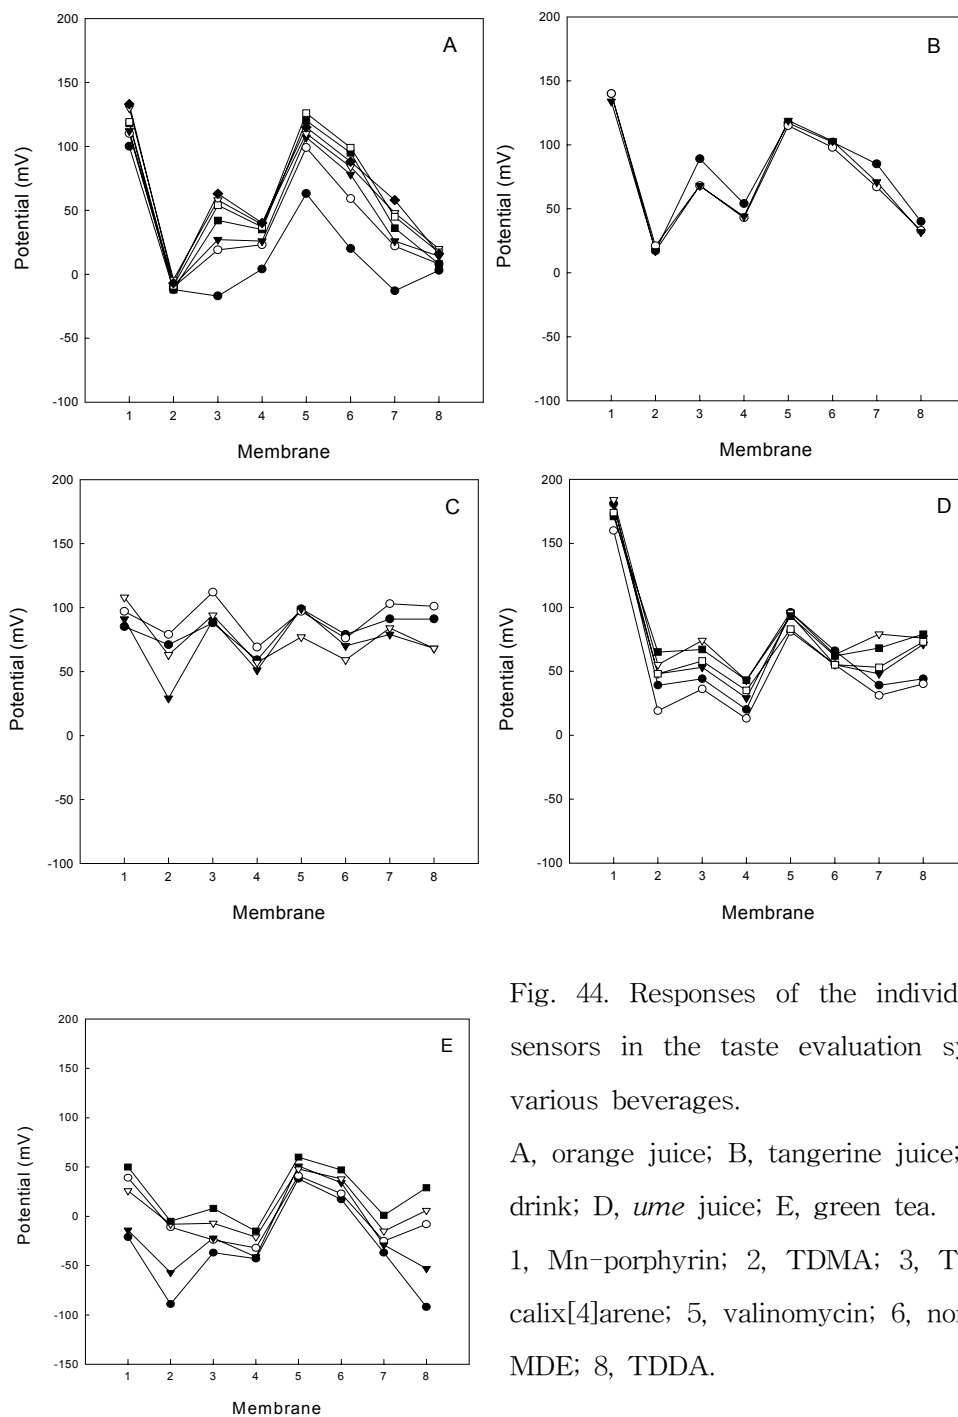 200
150
100
50
0
-50
-100
Potential (mV)
A
1 2 3 4 5 6 7 8
Membrane
200
150
100
50
0
-50
-100
Potential (mV)
B
1 2 3 4 5 6 7 8
Membrane
200
150
100
50
0
-50
-100
Potential (mV)
C
1 2 3 4 5 6 7 8
Membrane
200
150
100
50
0
-50
-100
Potential (mV)
D
1 2 3 4 5 6 7 8
Membrane
200
150
100
50
0
-50
-100
-150
Potential (mV)
E
1 2 3 4 5 6 7 8
Membrane
Fig. 44. Responses of the individ
sensors in the taste evaluation sy
various beverages.
A, orange juice; B, tangerine juice;
drink; D, ume juice; E, green tea.
1, Mn-porphyrin; 2, TDMA; 3, T
calix[4]arene; 5, valinomycin; 6, non
MDE; 8, TDDA.